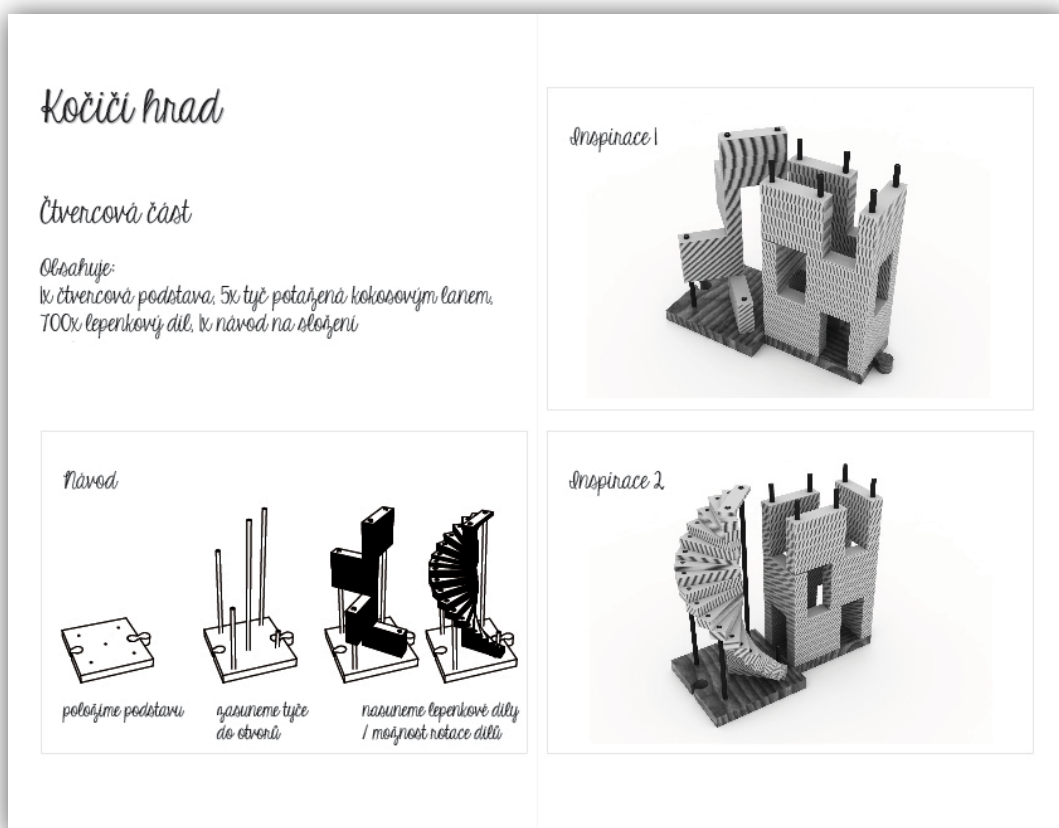 Kočičí hrad
Čtvercová část
Obsahuje:
1x čtvercová podstava, 5x tyč potažená kokosovým lanem,
700x lepenkový díl, 1x návod na složení
Návod
položíme podstavu
zasuneme tyče
do otvorů
nasuneme lepenkové díly
/ možnost rotace dílů
Inspirace 1
Inspirace 2